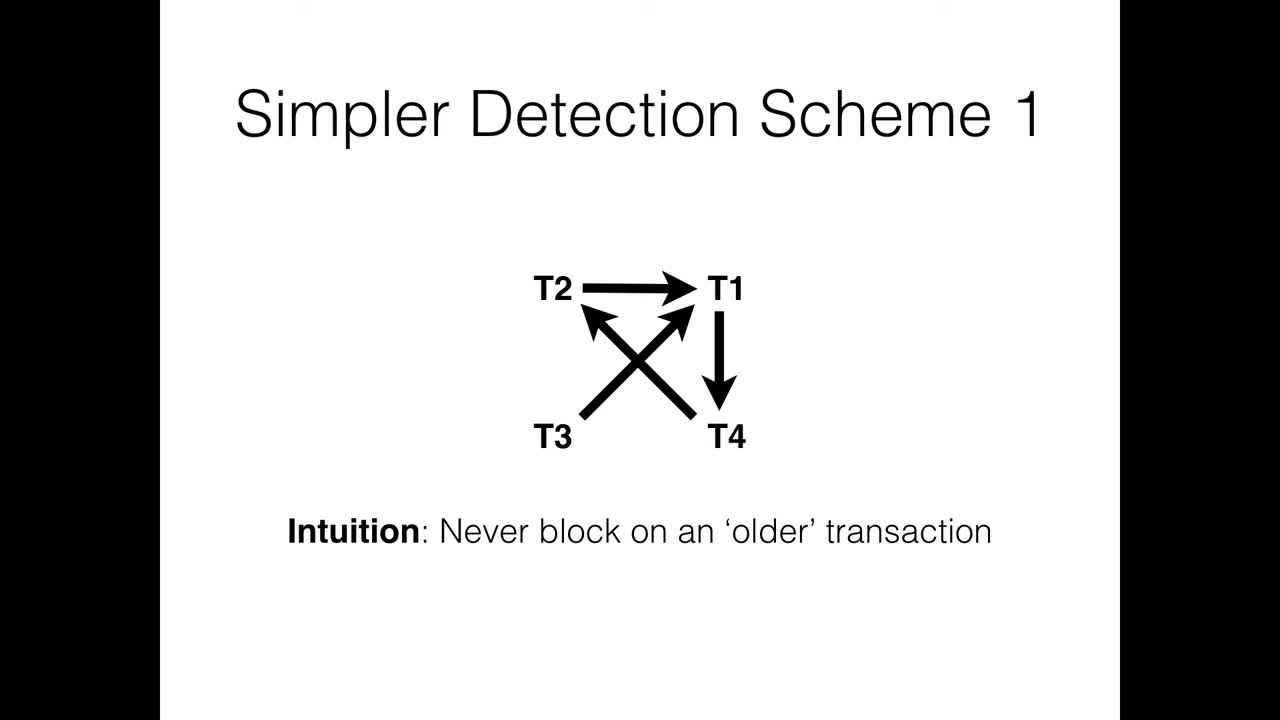 Simpler Detection Scheme 1
T2 T1
T3 T4
Intuition: Never block on an ‘older’ transaction